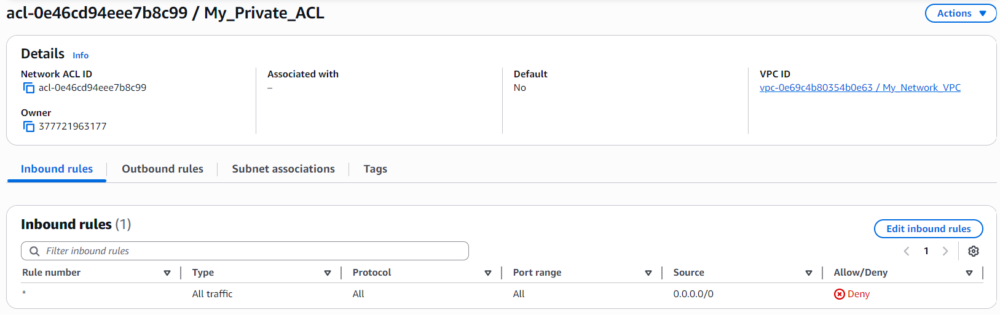 acl-0e46cd94eee7b8c99 / My_Private_ACL
Actions
Details Info
Network ACL ID
acl-0e46cd94eee7b8c99
Associated with
–
Default
No
VPC ID
vpc-0e69c4b80354b0e63 / My_Network_VPC
Owner
377721963177
Inbound rules Outbound rules Subnet associations Tags
Inbound rules (1)
Edit inbound rules
Filter inbound rules
1
Rule number Type Protocol Port range Source Allow/Deny
* All traffic All All 0.0.0.0/0 Deny